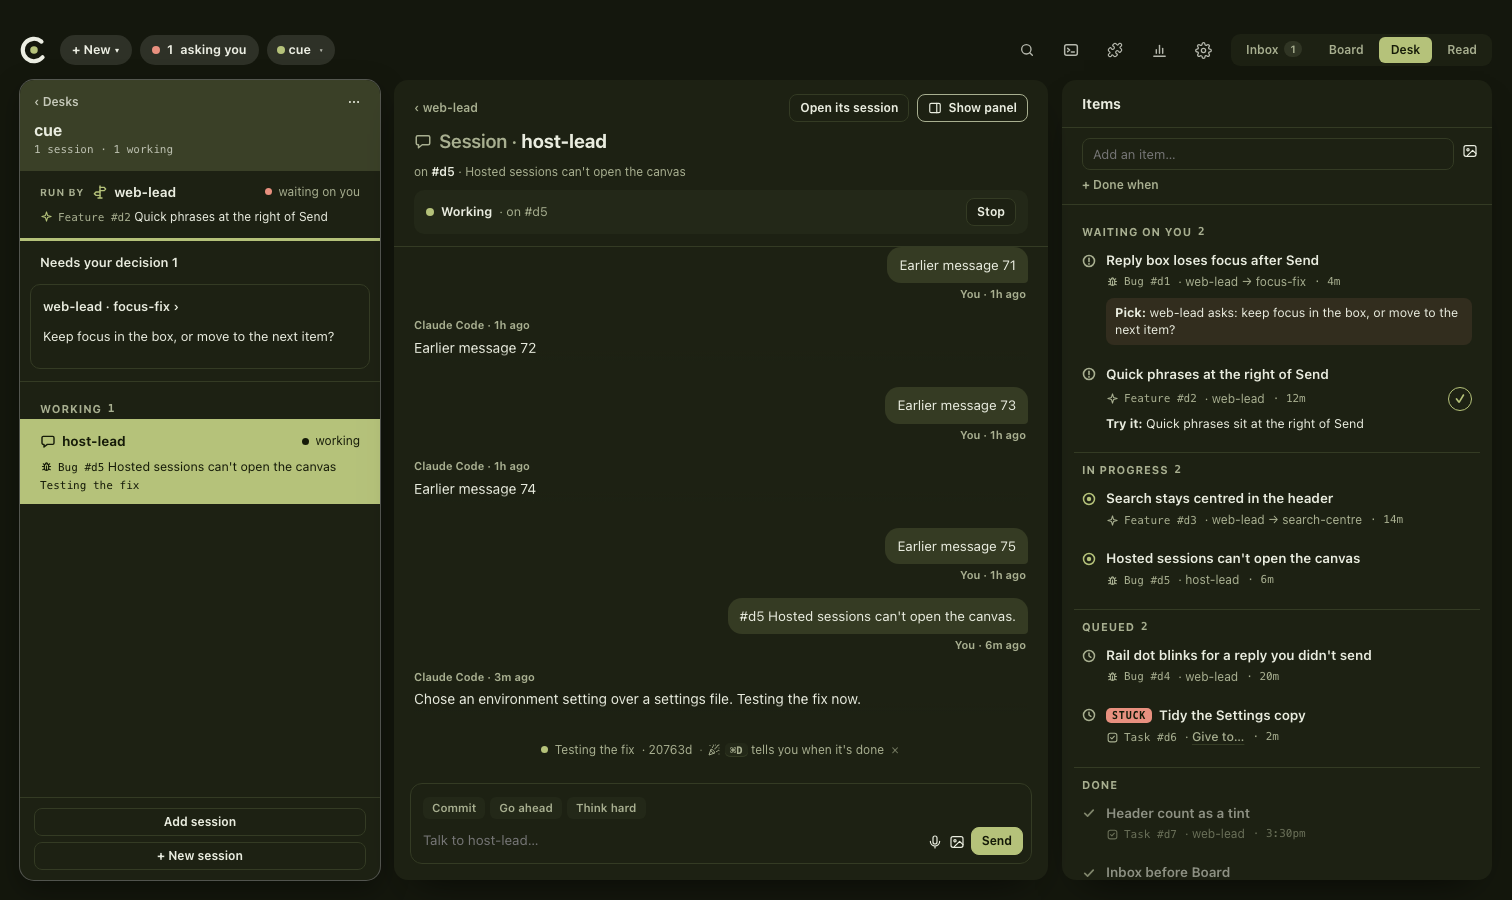 + New ▾
1 asking you
cue ·
Inbox 1
Board
Desk
Read
‹ Desks
···
cue
1 session · 1 working
RUN BY web-lead
waiting on you
Feature #d2 Quick phrases at the right of Send
Needs your decision 1
web-lead · focus-fix ›
Keep focus in the box, or move to the next item?
WORKING 1
host-lead
working
Bug #d5 Hosted sessions can't open the canvas
Testing the fix
Add session
+ New session
‹ web-lead
Open its session
Show panel
Session · host-lead
on #d5 · Hosted sessions can't open the canvas
Working · on #d5
Stop
Earlier message 71
You · 1h ago
Claude Code · 1h ago
Earlier message 72
Earlier message 73
You · 1h ago
Claude Code · 1h ago
Earlier message 74
Earlier message 75
You · 1h ago
#d5 Hosted sessions can't open the canvas.
You · 6m ago
Claude Code · 3m ago
Chose an environment setting over a settings file. Testing the fix now.
Testing the fix · 20763d · ⌘D tells you when it's done ×
Commit
Go ahead
Think hard
Talk to host-lead...
Send
Items
Add an item...
+ Done when
WAITING ON YOU 2
Reply box loses focus after Send
Bug #d1 · web-lead → focus-fix · 4m
Pick: web-lead asks: keep focus in the box, or move to the
next item?
Quick phrases at the right of Send
Feature #d2 · web-lead · 12m
Try it: Quick phrases sit at the right of Send
IN PROGRESS 2
Search stays centred in the header
Feature #d3 · web-lead → search-centre · 14m
Hosted sessions can't open the canvas
Bug #d5 · host-lead · 6m
QUEUED 2
Rail dot blinks for a reply you didn't send
Bug #d4 · web-lead · 20m
STUCK Tidy the Settings copy
Task #d6 · Give to... · 2m
DONE
Header count as a tint
Task #d7 · web-lead · 3:30pm
Inbox before Board